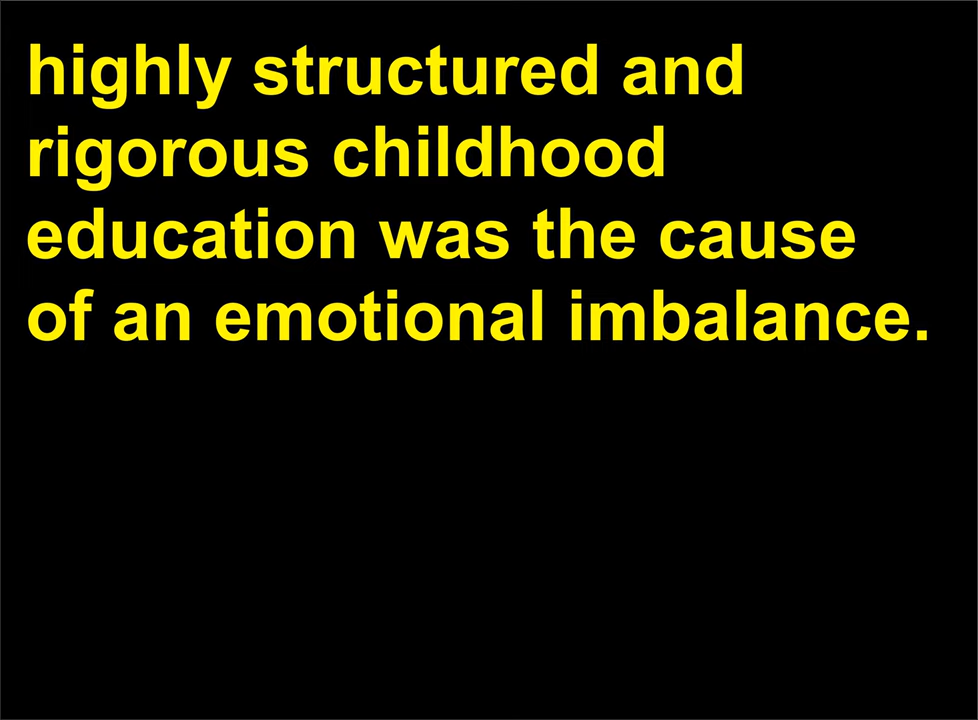 highly structured and
rigorous childhood
education was the cause
of an emotional imbalance.